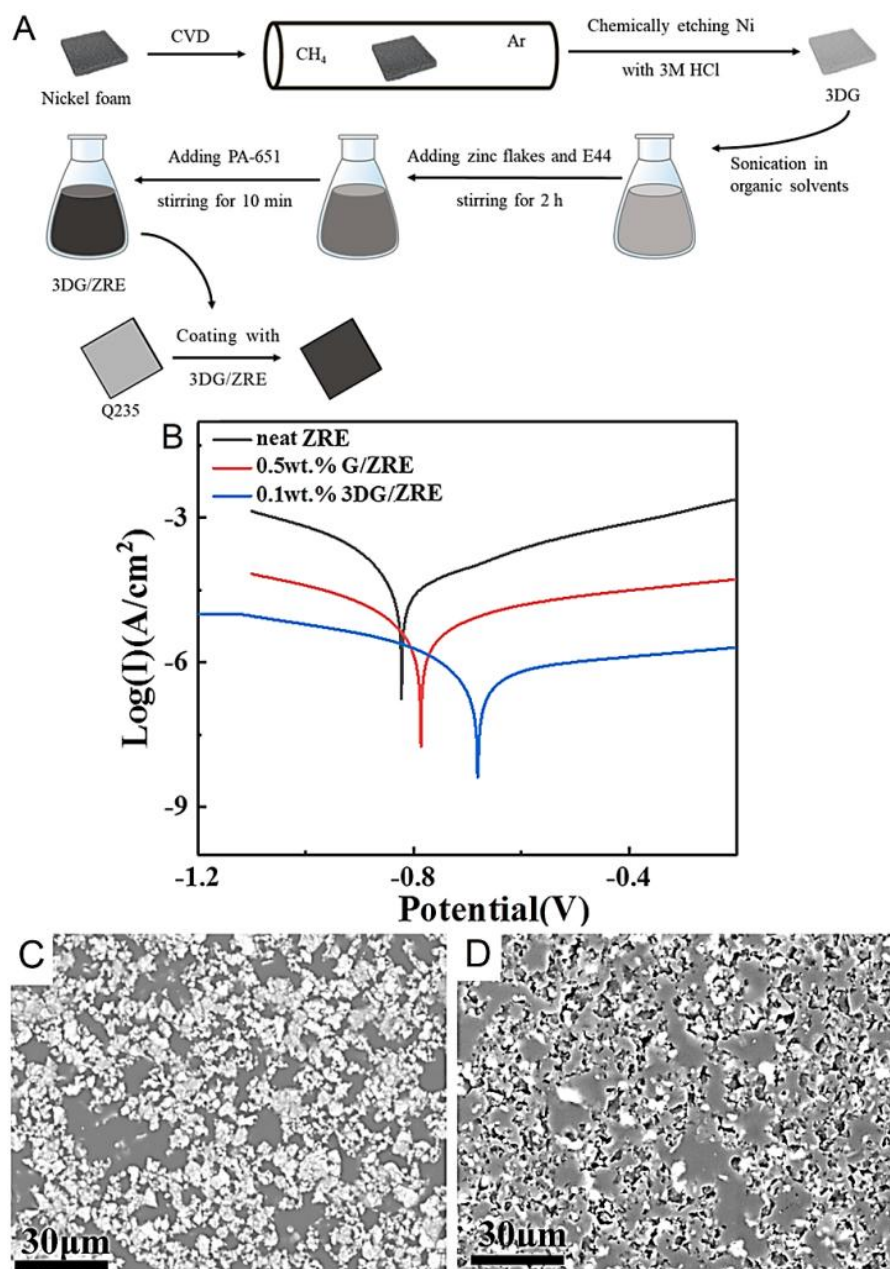 A
CVD
CH₄
Ar
Chemically etching Ni
with 3M HCl
Nickel foam
3DG
Adding PA-651
stirring for 10 min
Adding zinc flakes and E44
stirring for 2 h
Sonication in
organic solvents
3DG/ZRE
Coating with
3DG/ZRE
Q235
B
neat ZRE
0.5wt.% G/ZRE
0.1wt.% 3DG/ZRE
Log(I)(A/cm²)
-3
-6
-9
-1.2
-0.8
-0.4
Potential(V)
C
30μm
D
30μm